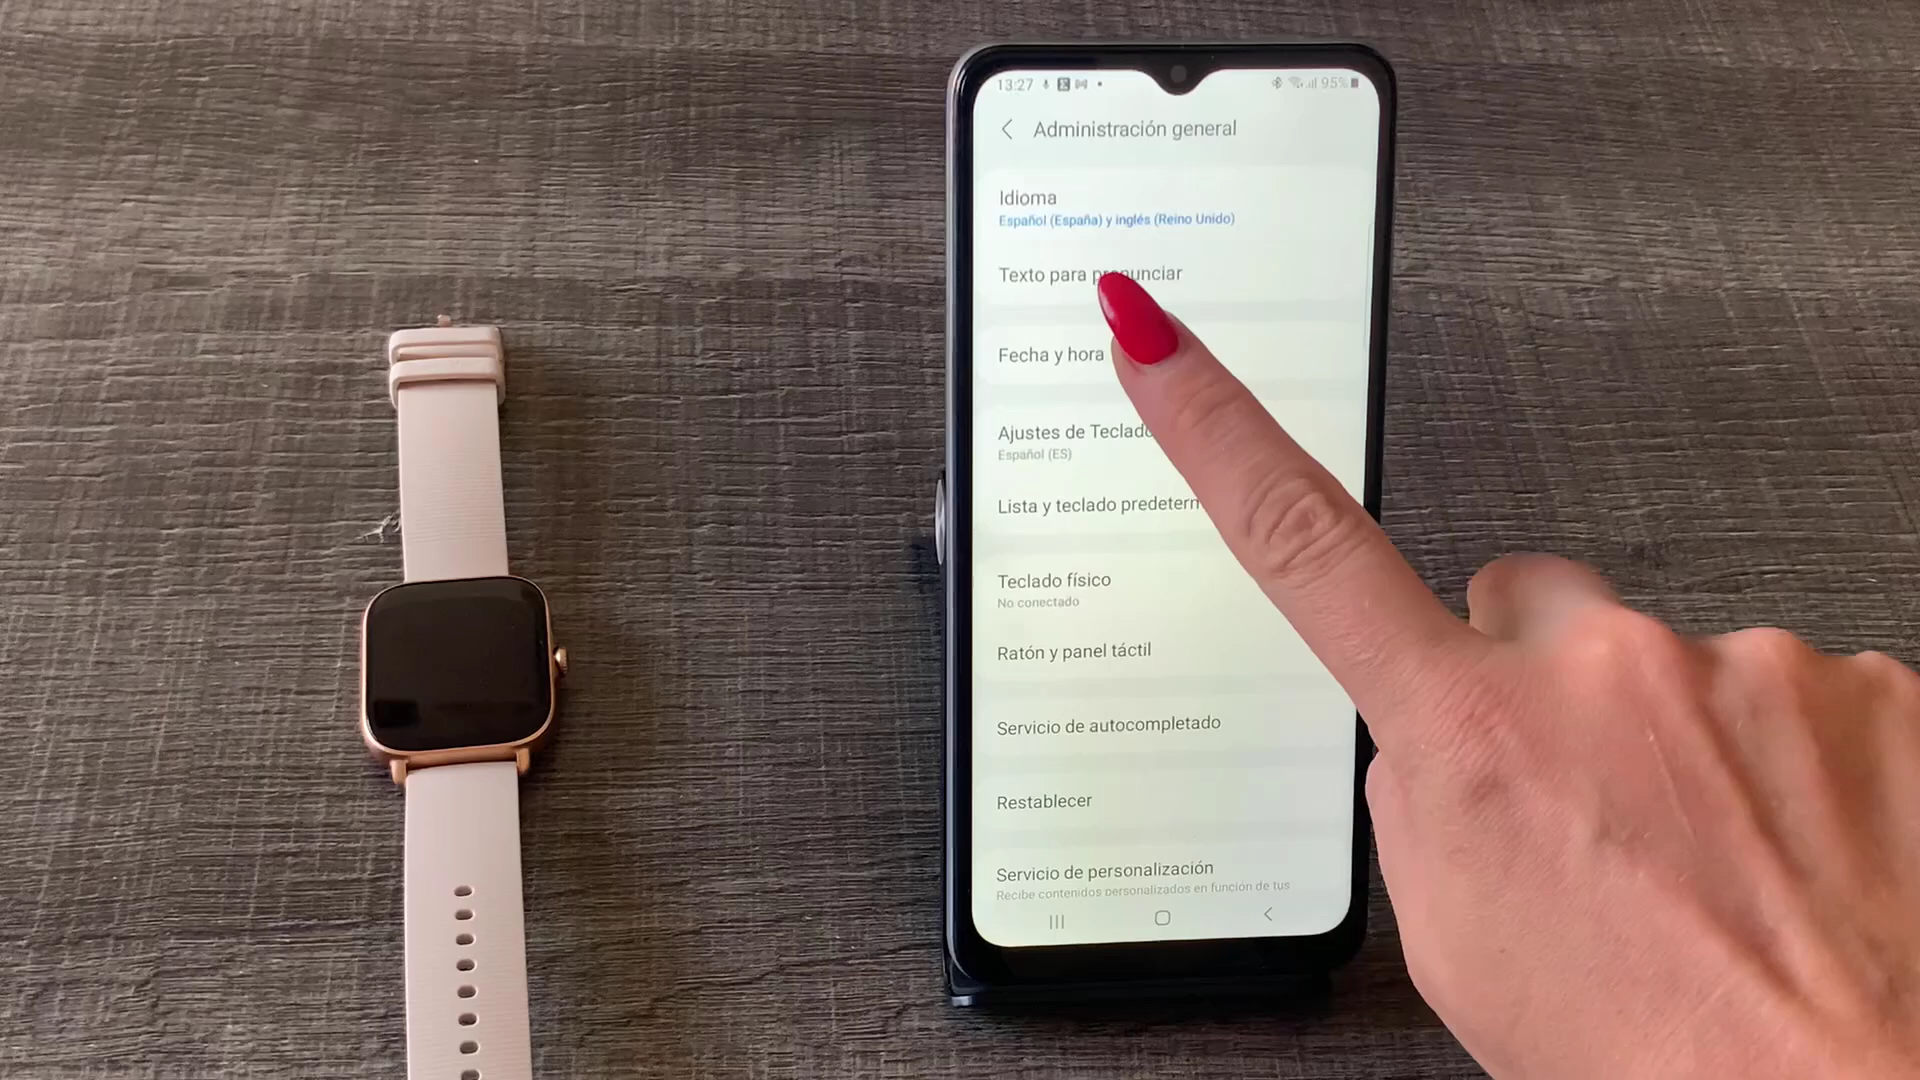 13:27 95%
Administración general
Idioma
Español (España) y inglés (Reino Unido)
Texto para pronunciar
Fecha y hora
Ajustes de Teclado
Español (ES)
Lista y teclado predeterm
Teclado físico
No conectado
Ratón y panel táctil
Servicio de autocompletado
Restablecer
Servicio de personalización
Recibe contenidos personalizados en función de tus